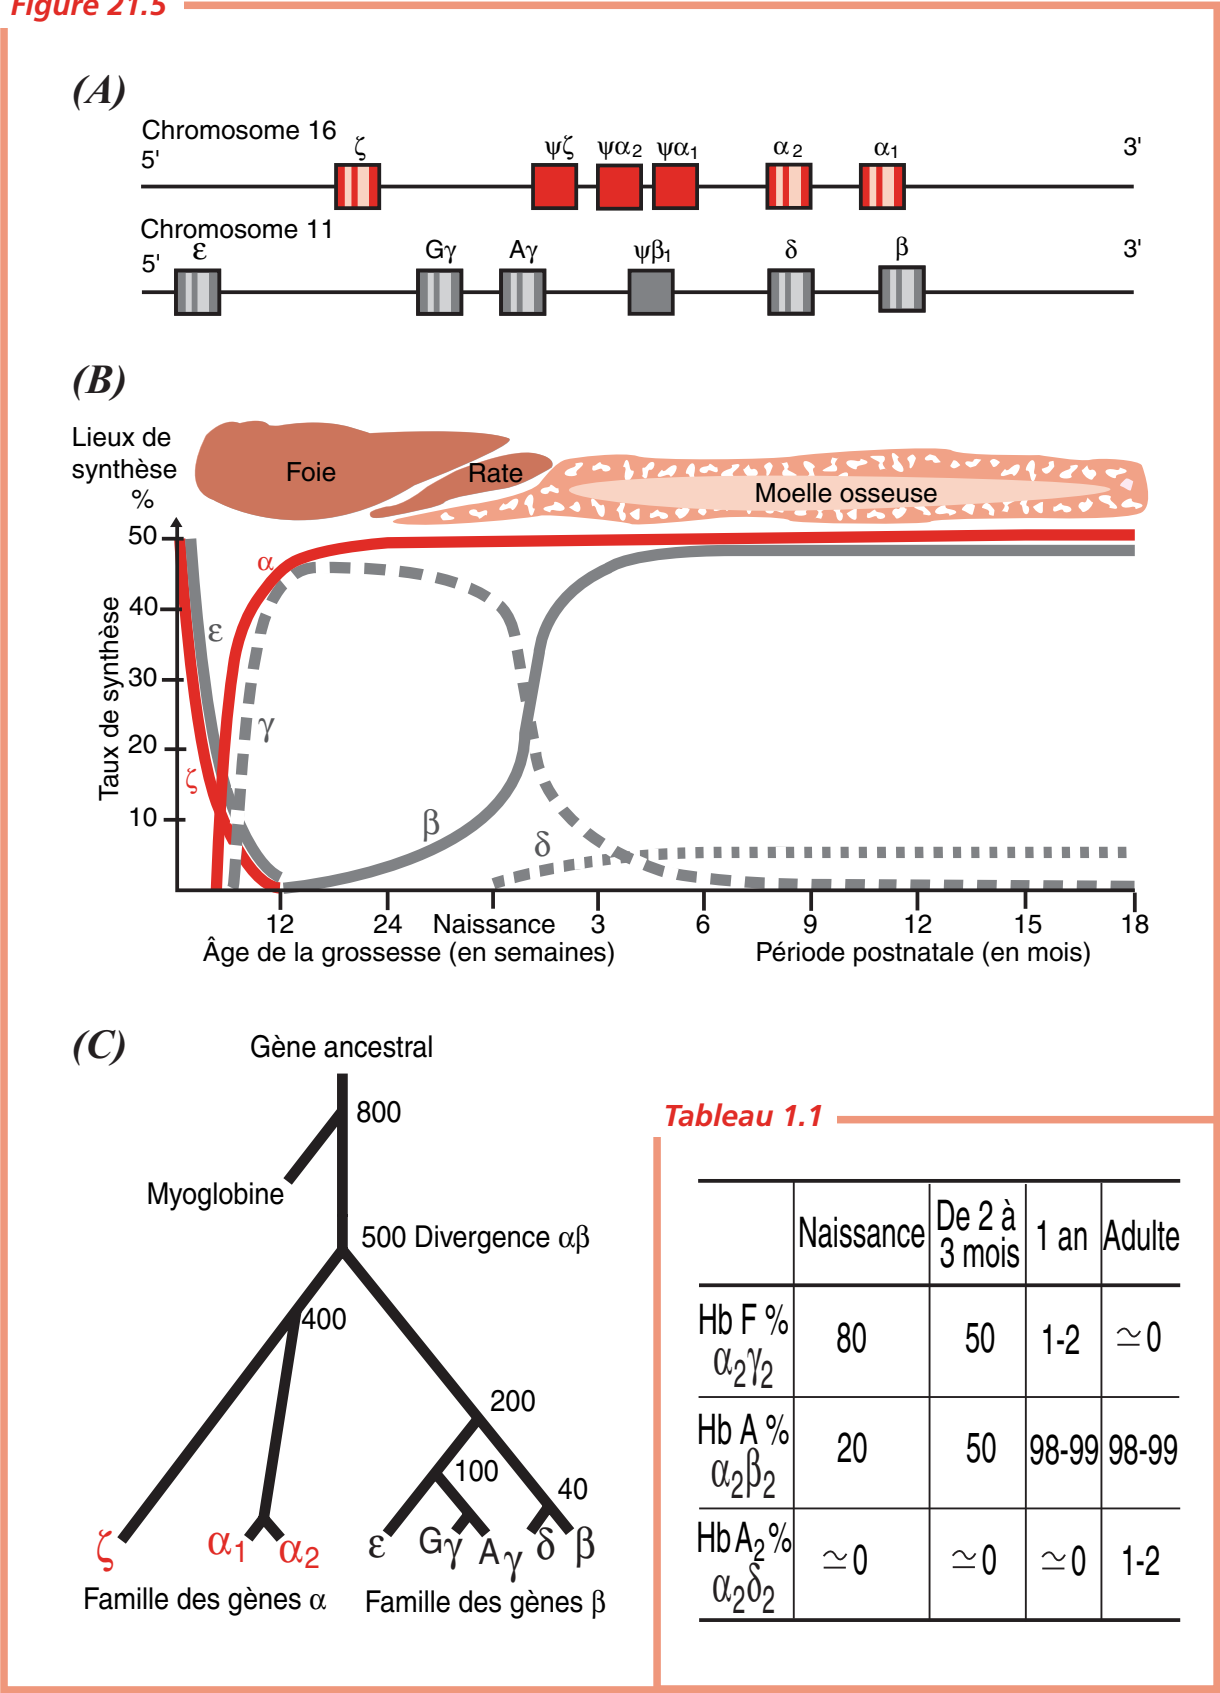 Figure 21.5
(A)
Chromosome 16
5'
ζ
ψζ
ψα2
ψα1
α2
α1
3'
Chromosome 11
5'
ε
Gγ
Aγ
ψβ1
δ
β
3'
(B)
Lieux de
synthèse
%
Foie
Rate
Moelle osseuse
Taux de synthèse
50
40
30
20
10
α
ε
γ
ζ
β
δ
12
24
Naissance
3
6
9
12
15
18
Âge de la grossesse (en semaines)
Période postnatale (en mois)
(C)
Gène ancestral
800
Myoglobine
500 Divergence αβ
400
200
100
40
ζ
α1
α2
ε
Gγ
Aγ
δ
β
Famille des gènes α
Famille des gènes β
Tableau 1.1
Naissance
De 2 à
3 mois
1 an
Adulte
Hb F %
α2γ2
80
50
1-2
≃0
Hb A %
α2β2
20
50
98-99
98-99
Hb A2 %
α2δ2
≃0
≃0
≃0
1-2